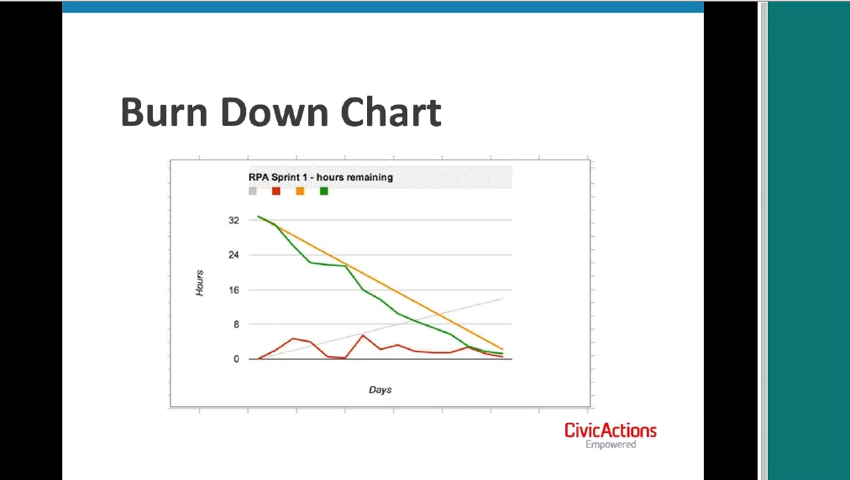 Burn Down Chart
RPA Sprint 1 - hours remaining
32
24
16
8
0
Hours
Days
CivicActions
Empowered